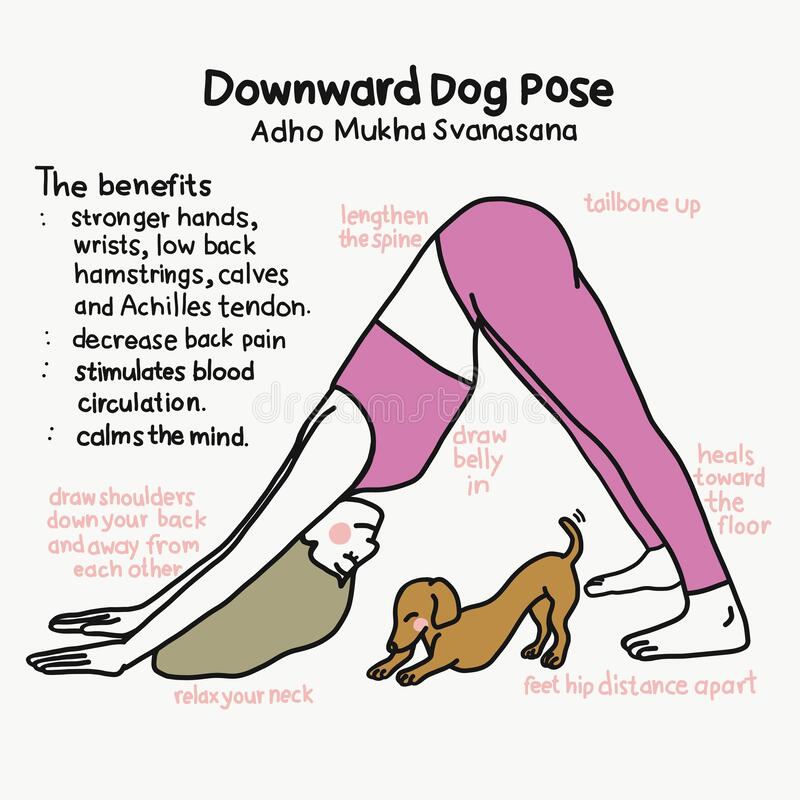 Downward Dog Pose
Adho Mukha Svanasana
The benefits
: stronger hands,
wrists, low back
hamstrings, calves
and Achilles tendon.
: decrease back pain
: stimulates blood
circulation.
: calms the mind.
lengthen
the spine
tailbone up
draw
belly
in
heals
toward
the
floor
draw shoulders
down your back
and away from
each other
relax your neck
feet hip distance apart
dreamstime